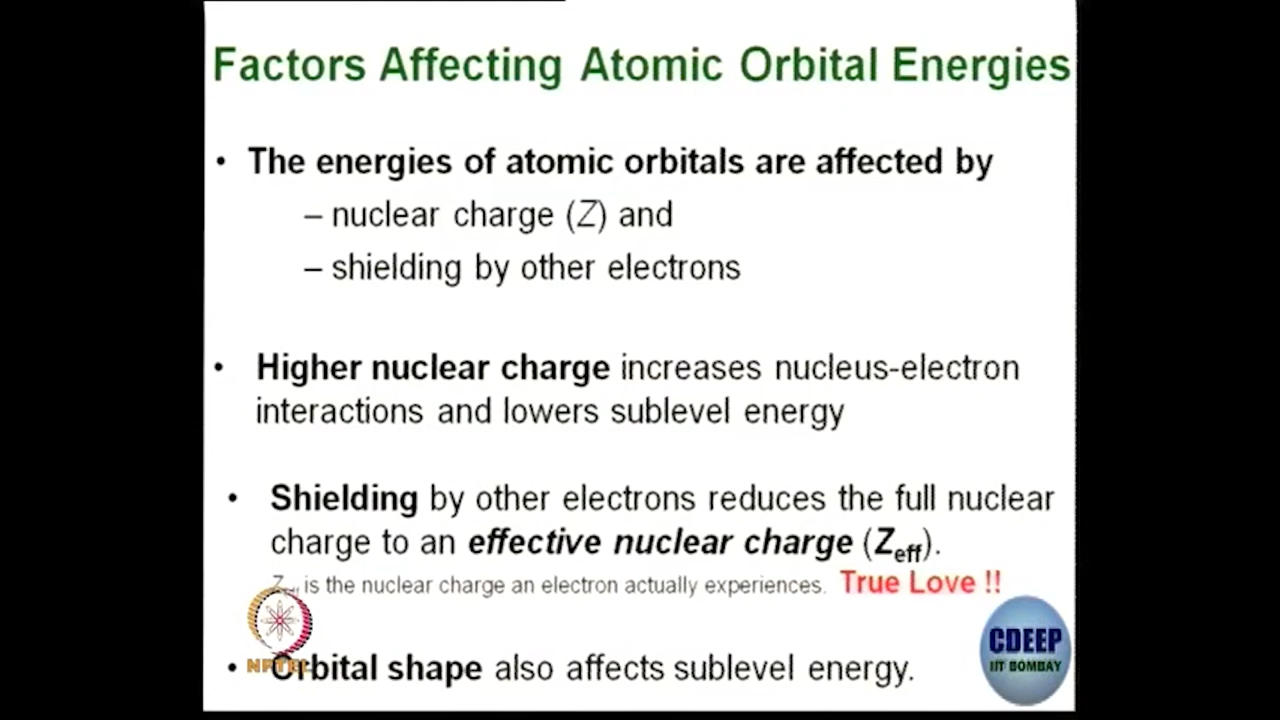 Factors Affecting Atomic Orbital Energies
• The energies of atomic orbitals are affected by
– nuclear charge (Z) and
– shielding by other electrons
• Higher nuclear charge increases nucleus-electron
interactions and lowers sublevel energy
• Shielding by other electrons reduces the full nuclear
charge to an effective nuclear charge (Zeff).
Zeff is the nuclear charge an electron actually experiences. True Love !!
• Orbital shape also affects sublevel energy.
NPTEL
CDEEP
IIT BOMBAY